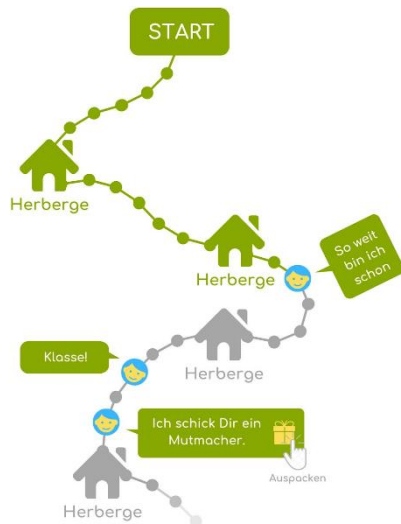 START
Herberge
So weit
bin ich
schon
Herberge
Klasse!
Herberge
Ich schick Dir ein
Mutmacher.
Auspacken
Herberge